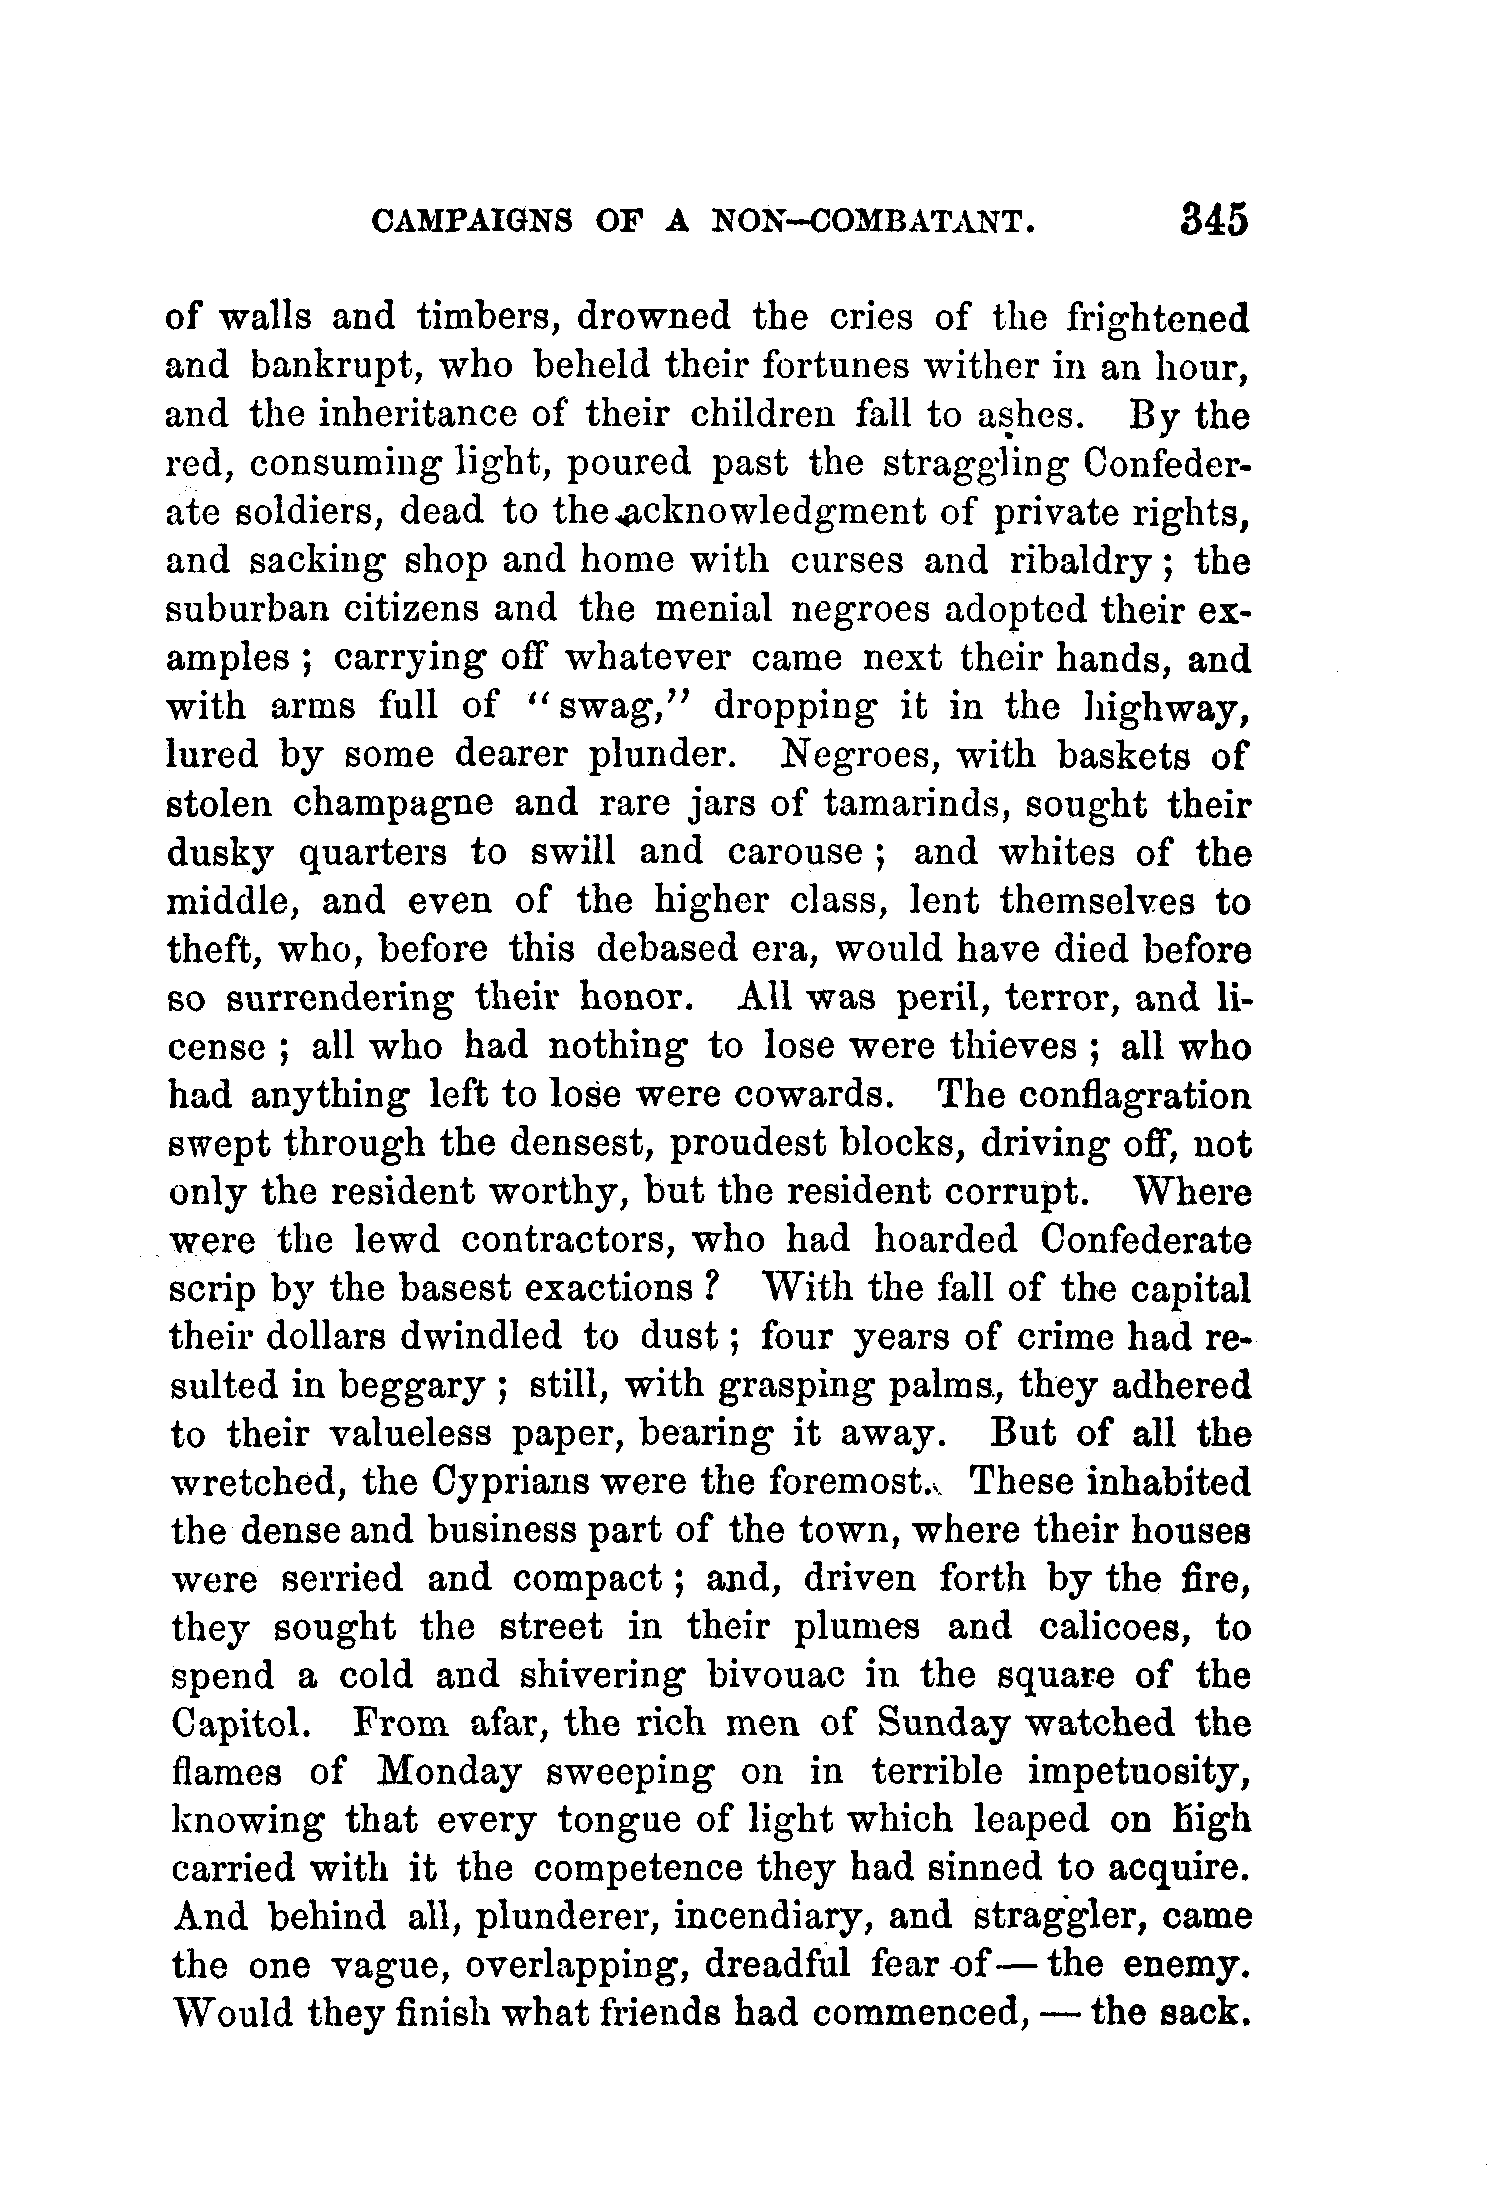 CAMPAIGNS OF A NON-COMBATANT. 345
of walls and timbers, drowned the cries of the frightened
and bankrupt, who beheld their fortunes wither in an hour,
and the inheritance of their children fall to ashes. By the
red, consuming light, poured past the straggling Confeder-
ate soldiers, dead to the acknowledgment of private rights,
and sacking shop and home with curses and ribaldry ; the
suburban citizens and the menial negroes adopted their ex-
amples ; carrying off whatever came next their hands, and
with arms full of "swag," dropping it in the highway,
lured by some dearer plunder. Negroes, with baskets of
stolen champagne and rare jars of tamarinds, sought their
dusky quarters to swill and carouse ; and whites of the
middle, and even of the higher class, lent themselves to
theft, who, before this debased era, would have died before
so surrendering their honor. All was peril, terror, and li-
cense ; all who had nothing to lose were thieves ; all who
had anything left to lose were cowards. The conflagration
swept through the densest, proudest blocks, driving off, not
only the resident worthy, but the resident corrupt. Where
were the lewd contractors, who had hoarded Confederate
scrip by the basest exactions ? With the fall of the capital
their dollars dwindled to dust ; four years of crime had re-
sulted in beggary ; still, with grasping palms, they adhered
to their valueless paper, bearing it away. But of all the
wretched, the Cyprians were the foremost. These inhabited
the dense and business part of the town, where their houses
were serried and compact ; and, driven forth by the fire,
they sought the street in their plumes and calicoes, to
spend a cold and shivering bivouac in the square of the
Capitol. From afar, the rich men of Sunday watched the
flames of Monday sweeping on in terrible impetuosity,
knowing that every tongue of light which leaped on high
carried with it the competence they had sinned to acquire.
And behind all, plunderer, incendiary, and straggler, came
the one vague, overlapping, dreadful fear of — the enemy.
Would they finish what friends had commenced, — the sack.